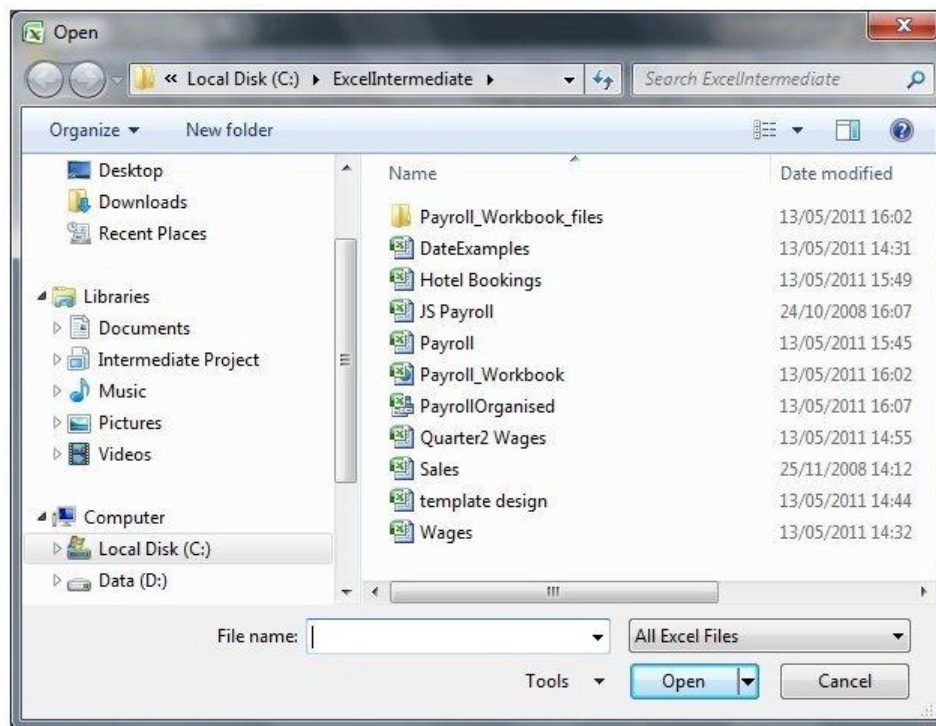 Open
« Local Disk (C:) ExcelIntermediate
Search ExcelIntermediate
Organize New folder
Desktop
Downloads
Recent Places
Libraries
Documents
Intermediate Project
Music
Pictures
Videos
Computer
Local Disk (C:)
Data (D:)
Name Date modified
Payroll_Workbook_files 13/05/2011 16:02
DateExamples 13/05/2011 14:31
Hotel Bookings 13/05/2011 15:49
JS Payroll 24/10/2008 16:07
Payroll 13/05/2011 15:45
Payroll_Workbook 13/05/2011 16:02
PayrollOrganised 13/05/2011 16:07
Quarter2 Wages 13/05/2011 14:55
Sales 25/11/2008 14:12
template design 13/05/2011 14:44
Wages 13/05/2011 14:32
File name: All Excel Files
Tools Open Cancel